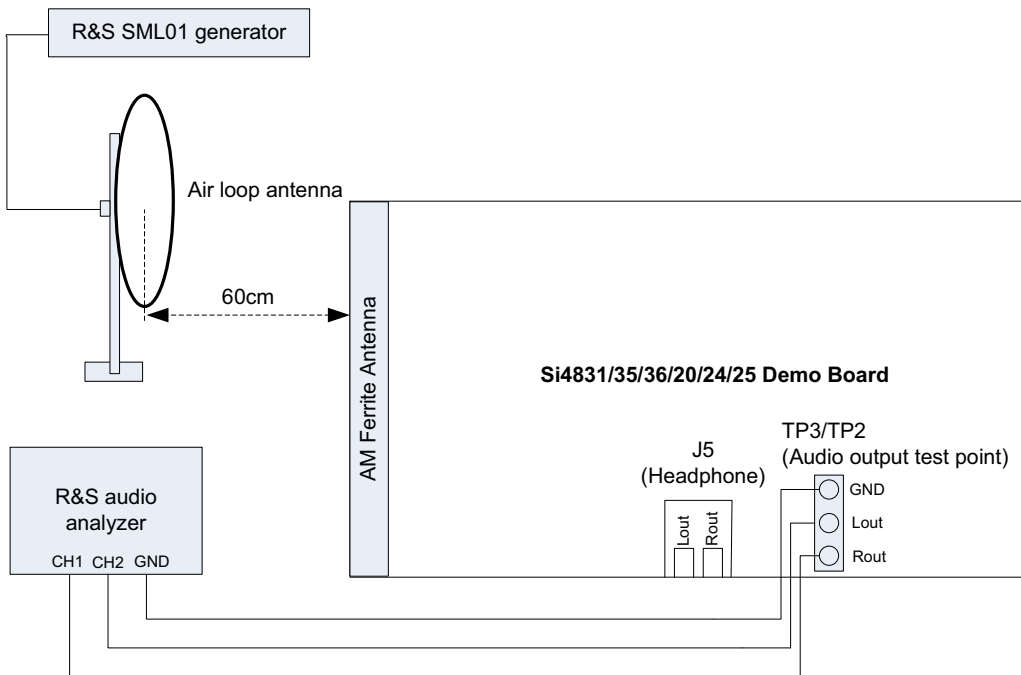 R&S SML01 generator
Air loop antenna
60cm
AM Ferrite Antenna
Si4831/35/36/20/24/25 Demo Board
TP3/TP2
(Audio output test point)
J5
(Headphone)
Lout
Rout
GND
Lout
Rout
R&S audio
analyzer
CH1 CH2 GND